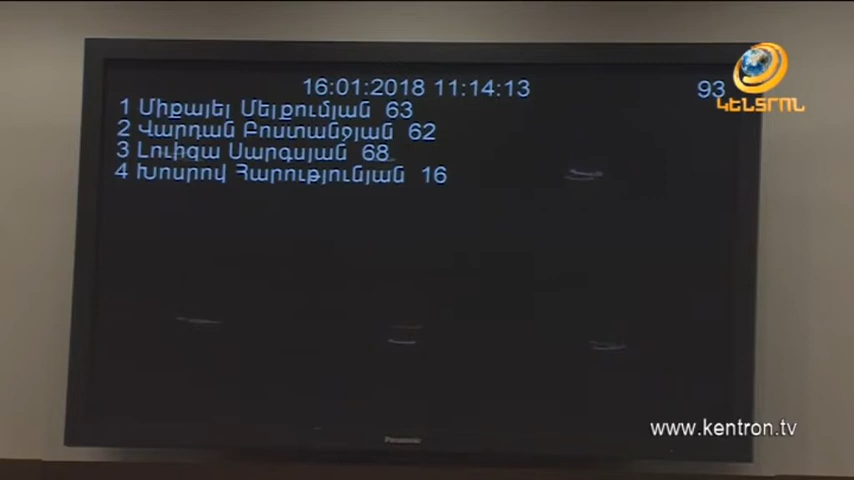 16:01:2018 11:14:13 93
ԿԵՆՏՐՈՆ
1 Միքայել Մելքումյան 63
2 Վարդան Բոստանջյան 62
3 Լուիզա Սարգսյան 68
4 Խոսրով Հարությունյան 16
Panasonic
www.kentron.tv